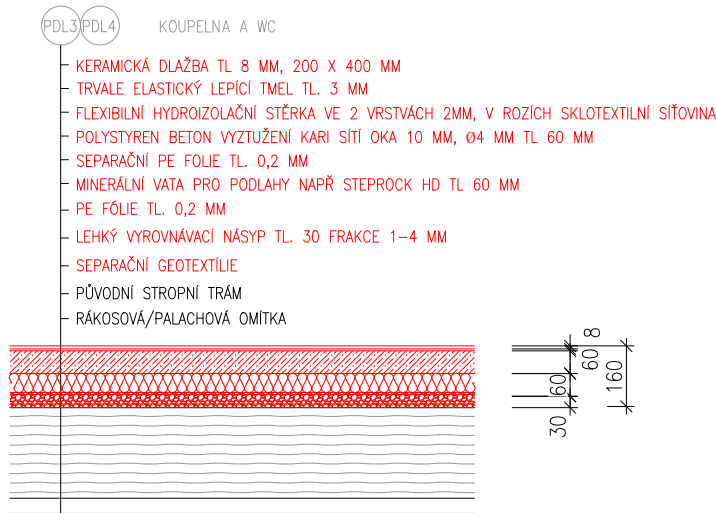 PDL3 PDL4 KOUPELNA A WC
KERAMICKÁ DLAŽBA TL 8 MM, 200 X 400 MM
TRVALE ELASTICKÝ LEPÍCÍ TMEL TL. 3 MM
FLEXIBILNÍ HYDROIZOLAČNÍ STĚRKA VE 2 VRSTVÁCH 2MM, V ROZÍCH SKLOTEXTILNÍ SÍŤOVINA
POLYSTYREN BETON VYZTUŽENÍ KARI SÍTÍ OKA 10 MM, Ø4 MM TL 60 MM
SEPARAČNÍ PE FOLIE TL. 0,2 MM
MINERÁLNÍ VATA PRO PODLAHY NAPŘ STEPROCK HD TL 60 MM
PE FÓLIE TL. 0,2 MM
LEHKÝ VYROVNÁVACÍ NÁSYP TL. 30 FRAKCE 1-4 MM
SEPARAČNÍ GEOTEXTÍLIE
PŮVODNÍ STROPNÍ TRÁM
RÁKOSOVÁ/PALACHOVÁ OMÍTKA
8
60
160
60
30